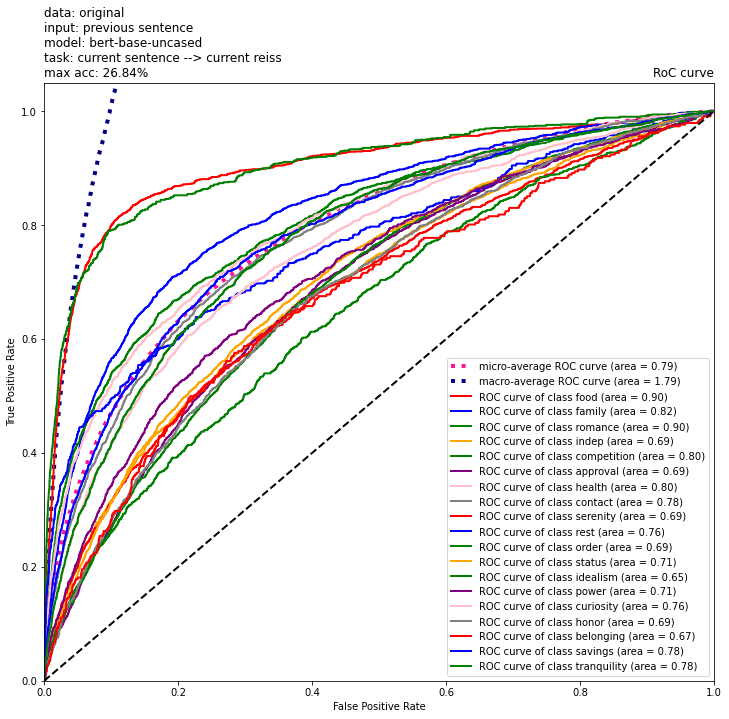 data: original
input: previous sentence
model: bert-base-uncased
task: current sentence --> current reiss
max acc: 26.84%
RoC curve
1.0
0.8
0.6
0.4
0.2
0.0
True Positive Rate
micro-average ROC curve (area = 0.79)
macro-average ROC curve (area = 1.79)
ROC curve of class food (area = 0.90)
ROC curve of class family (area = 0.82)
ROC curve of class romance (area = 0.90)
ROC curve of class indep (area = 0.69)
ROC curve of class competition (area = 0.80)
ROC curve of class approval (area = 0.69)
ROC curve of class health (area = 0.80)
ROC curve of class contact (area = 0.78)
ROC curve of class serenity (area = 0.69)
ROC curve of class rest (area = 0.76)
ROC curve of class order (area = 0.69)
ROC curve of class status (area = 0.71)
ROC curve of class idealism (area = 0.65)
ROC curve of class power (area = 0.71)
ROC curve of class curiosity (area = 0.76)
ROC curve of class honor (area = 0.69)
ROC curve of class belonging (area = 0.67)
ROC curve of class savings (area = 0.78)
ROC curve of class tranquility (area = 0.78)
0.0 0.2 0.4 0.6 0.8 1.0
False Positive Rate